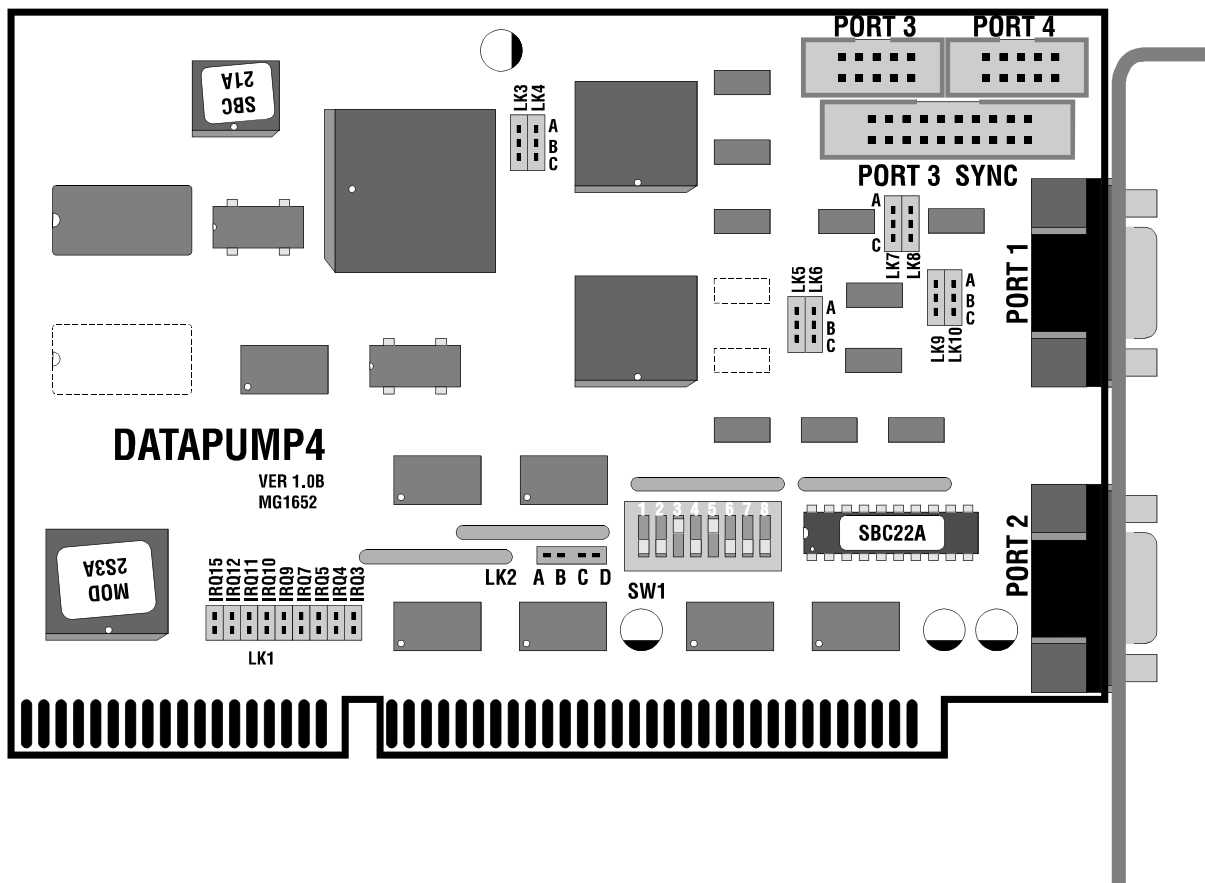 PORT 3 PORT 4
SBC
21A
LK3
LK4
A
B
C
PORT 3 SYNC
A
C
LK7
LK8
PORT 1
LK5
LK6
A
B
C
A
B
C
LK9
LK10
DATAPUMP4
VER 1.0B
MG1652
1 2 3 4 5 6 7 8
SBC22A
PORT 2
MOD
2S3A
IRQ15
IRQ12
IRQ11
IRQ10
IRQ9
IRQ7
IRQ5
IRQ4
IRQ3
LK2 A B C D
SW1
LK1